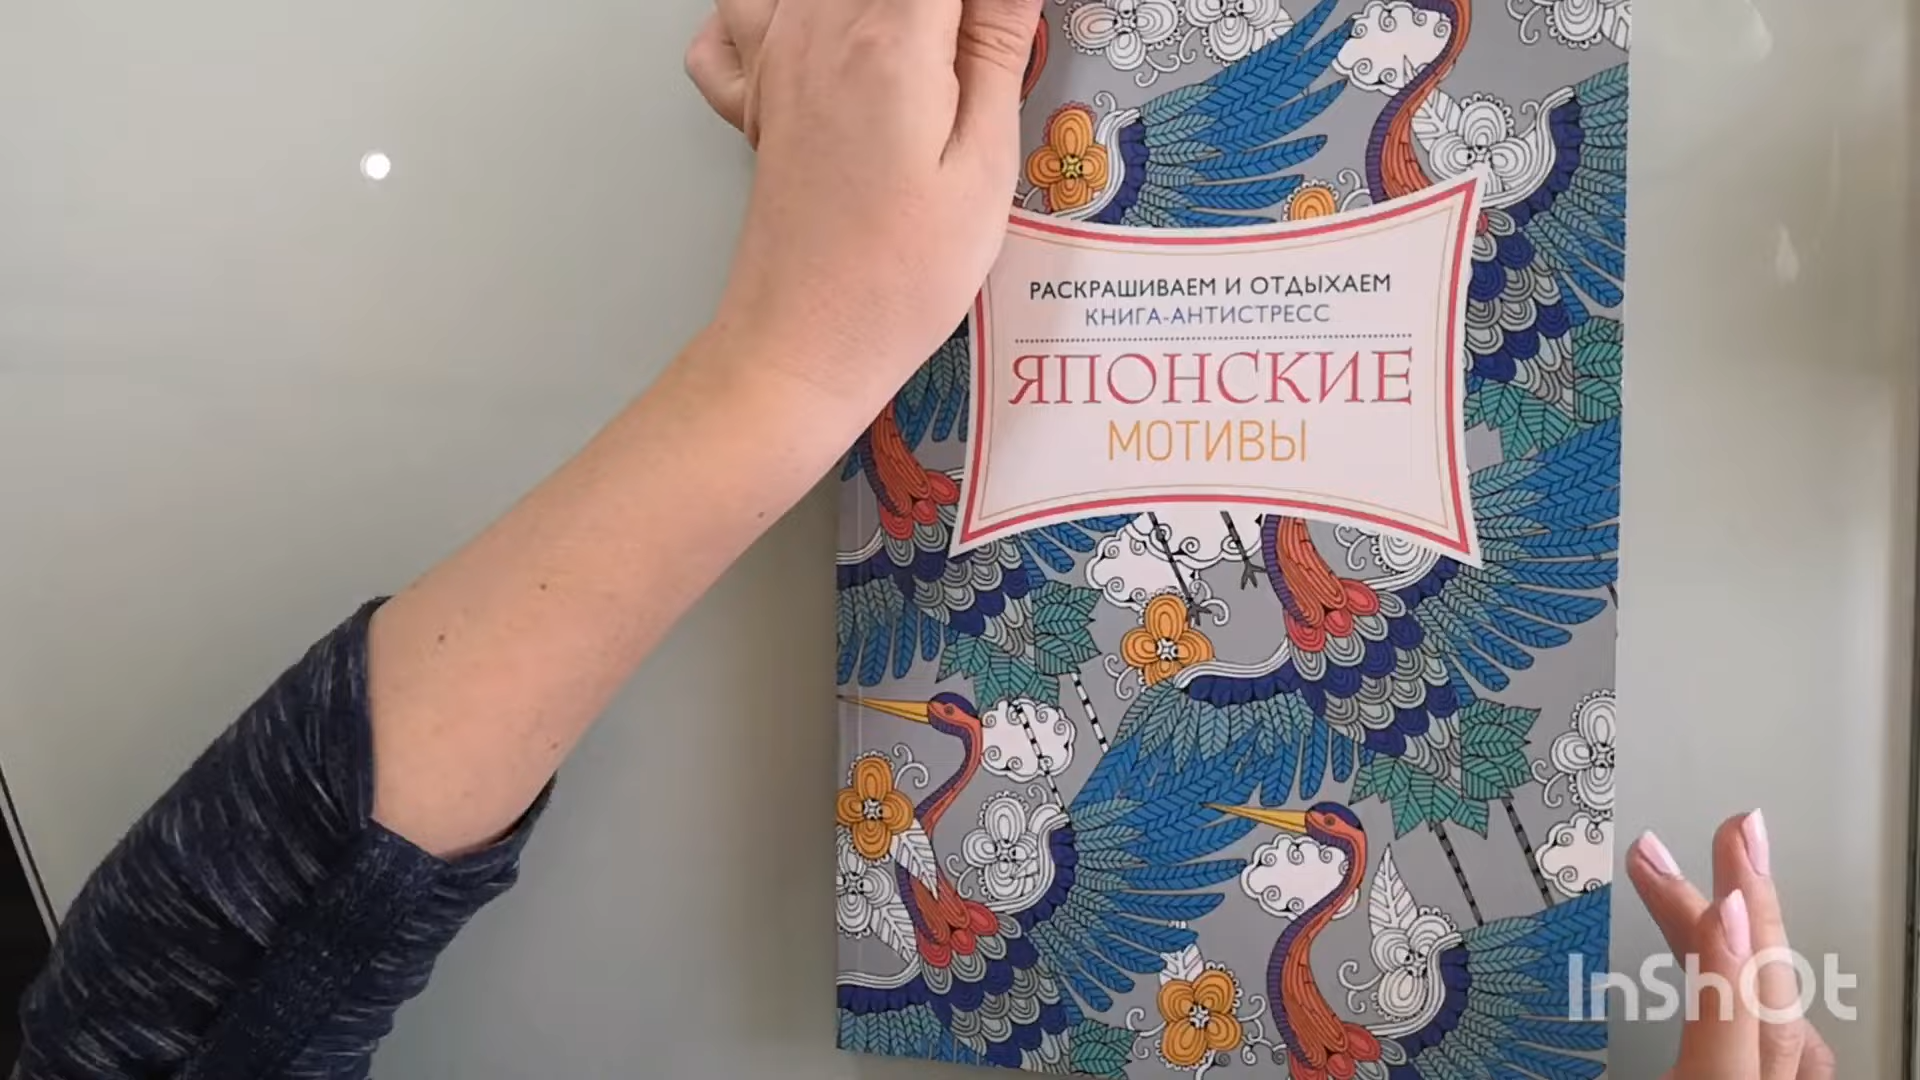 РАСКРАШИВАЕМ И ОТДЫХАЕМ
КНИГА-АНТИСТРЕСС
ЯПОНСКИЕ
МОТИВЫ
InShOt